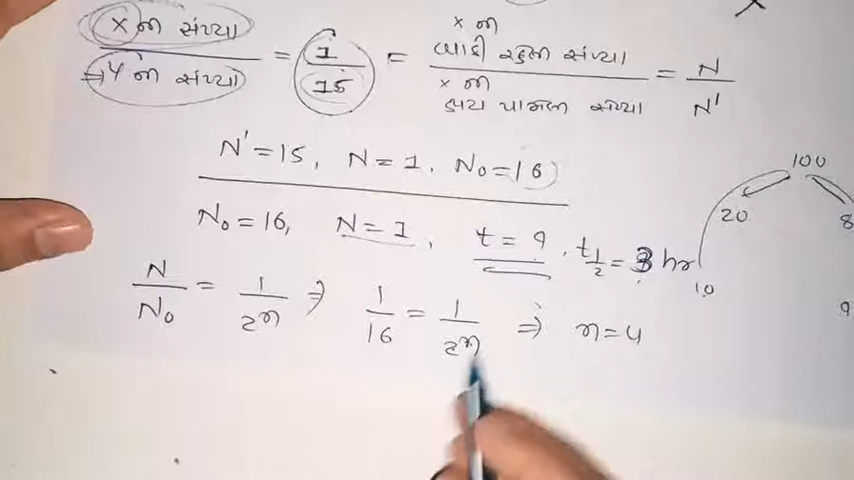 x ની સંખ્યા / → Y ની સંખ્યા = 1 / 15 = x ની બાકી રહેલ સંખ્યા / x ની ક્ષય પામેલ સંખ્યા = N / N'
N' = 15, N = 1, N₀ = 16
N₀ = 16, N = 1, t = 9, t½ = 3 hr
N / N₀ = 1 / 2ⁿ ⇒ 1 / 16 = 1 / 2ⁿ ⇒ n = 4
100
20
10